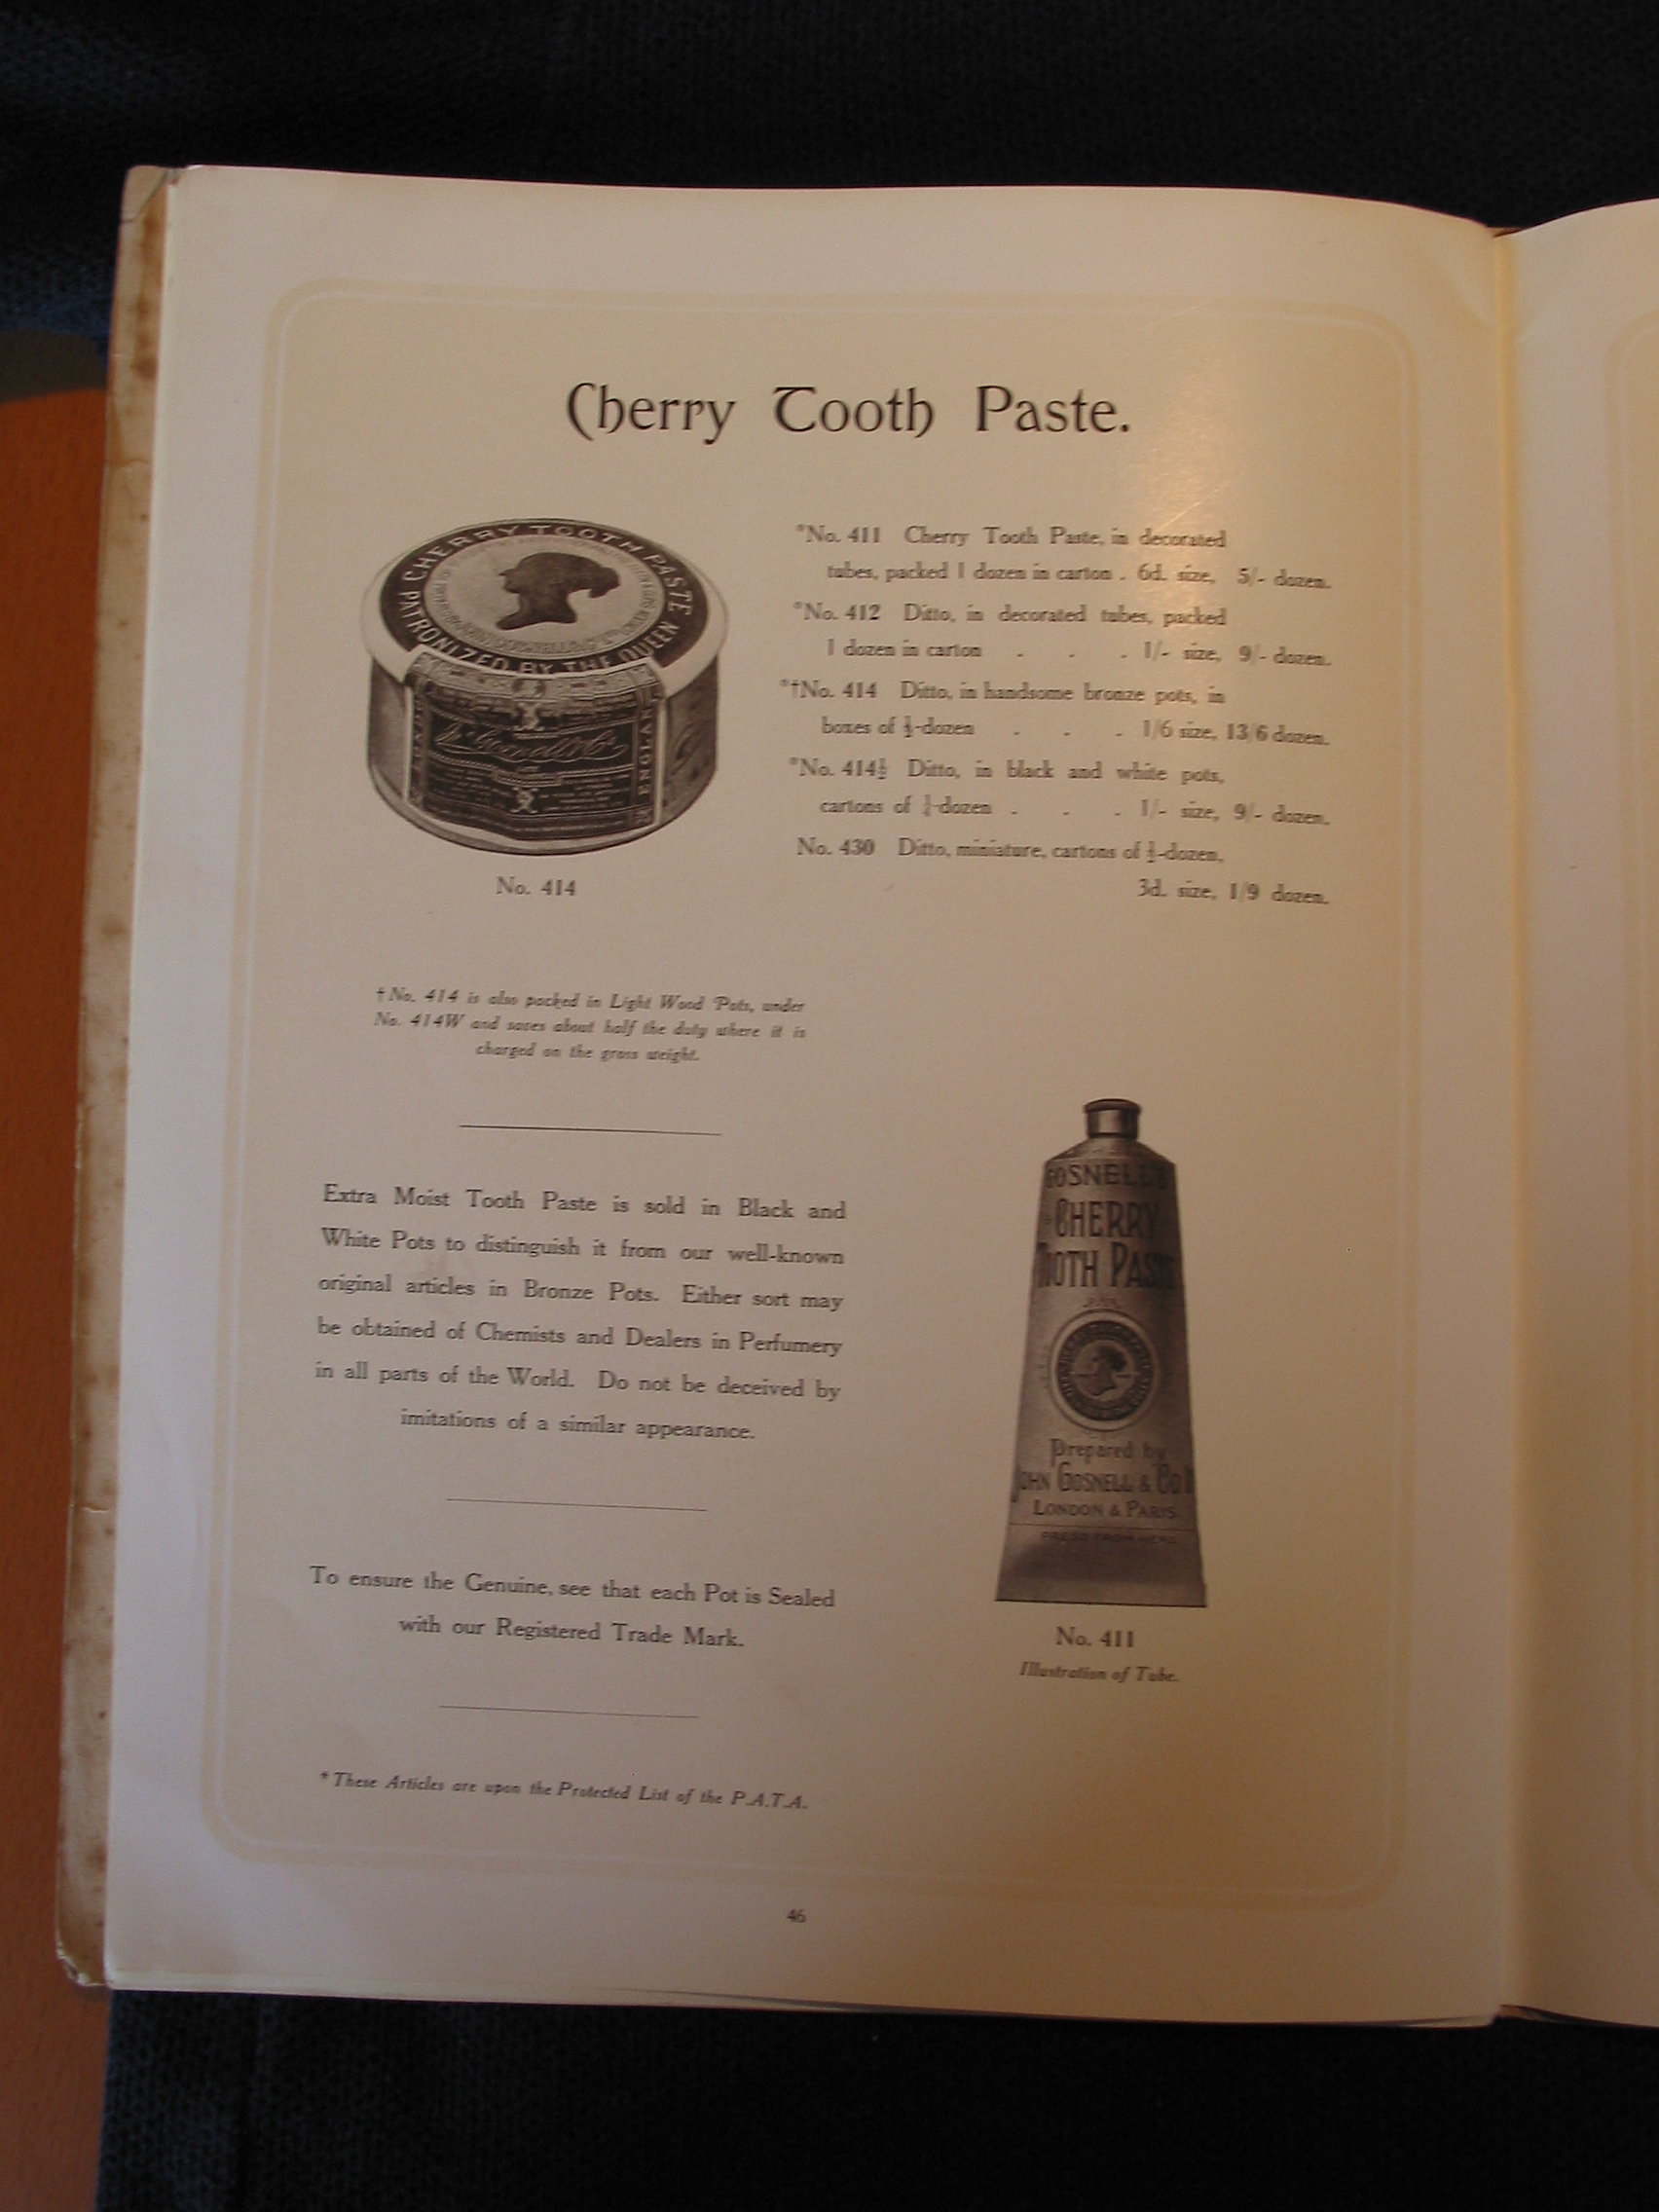 Cherry Tooth Paste.
CHERRY TOOTH PASTE
PATRONIZED BY THE QUEEN
ENGLAND
No. 414
*No. 411 Cherry Tooth Paste, in decorated
tubes, packed 1 dozen in carton . 6d. size, 5/- dozen.
*No. 412 Ditto, in decorated tubes, packed
1 dozen in carton . . . 1/- size, 9/- dozen.
*†No. 414 Ditto, in handsome bronze pots, in
boxes of ½-dozen . . . 1/6 size, 13/6 dozen.
*No. 414½ Ditto, in black and white pots,
cartons of dozen . . . 1/- size, 9/- dozen.
No. 430 Ditto, miniature, cartons of ½-dozen,
3d. size, 1/9 dozen.
† No. 414 is also packed in Light Wood Pots, under
No. 414W and saves about half the duty where it is
charged on the gross weight.
Extra Moist Tooth Paste is sold in Black and
White Pots to distinguish it from our well-known
original articles in Bronze Pots. Either sort may
be obtained of Chemists and Dealers in Perfumery
in all parts of the World. Do not be deceived by
imitations of a similar appearance.
To ensure the Genuine, see that each Pot is Sealed
with our Registered Trade Mark.
* These Articles are upon the Protected List of the P.A.T.A.
GOSNELL'S
CHERRY
TOOTH PASTE
Prepared by
JOHN GOSNELL & Co.
LONDON & PARIS
PRESS FROM HERE
No. 411
Illustration of Tube.
46